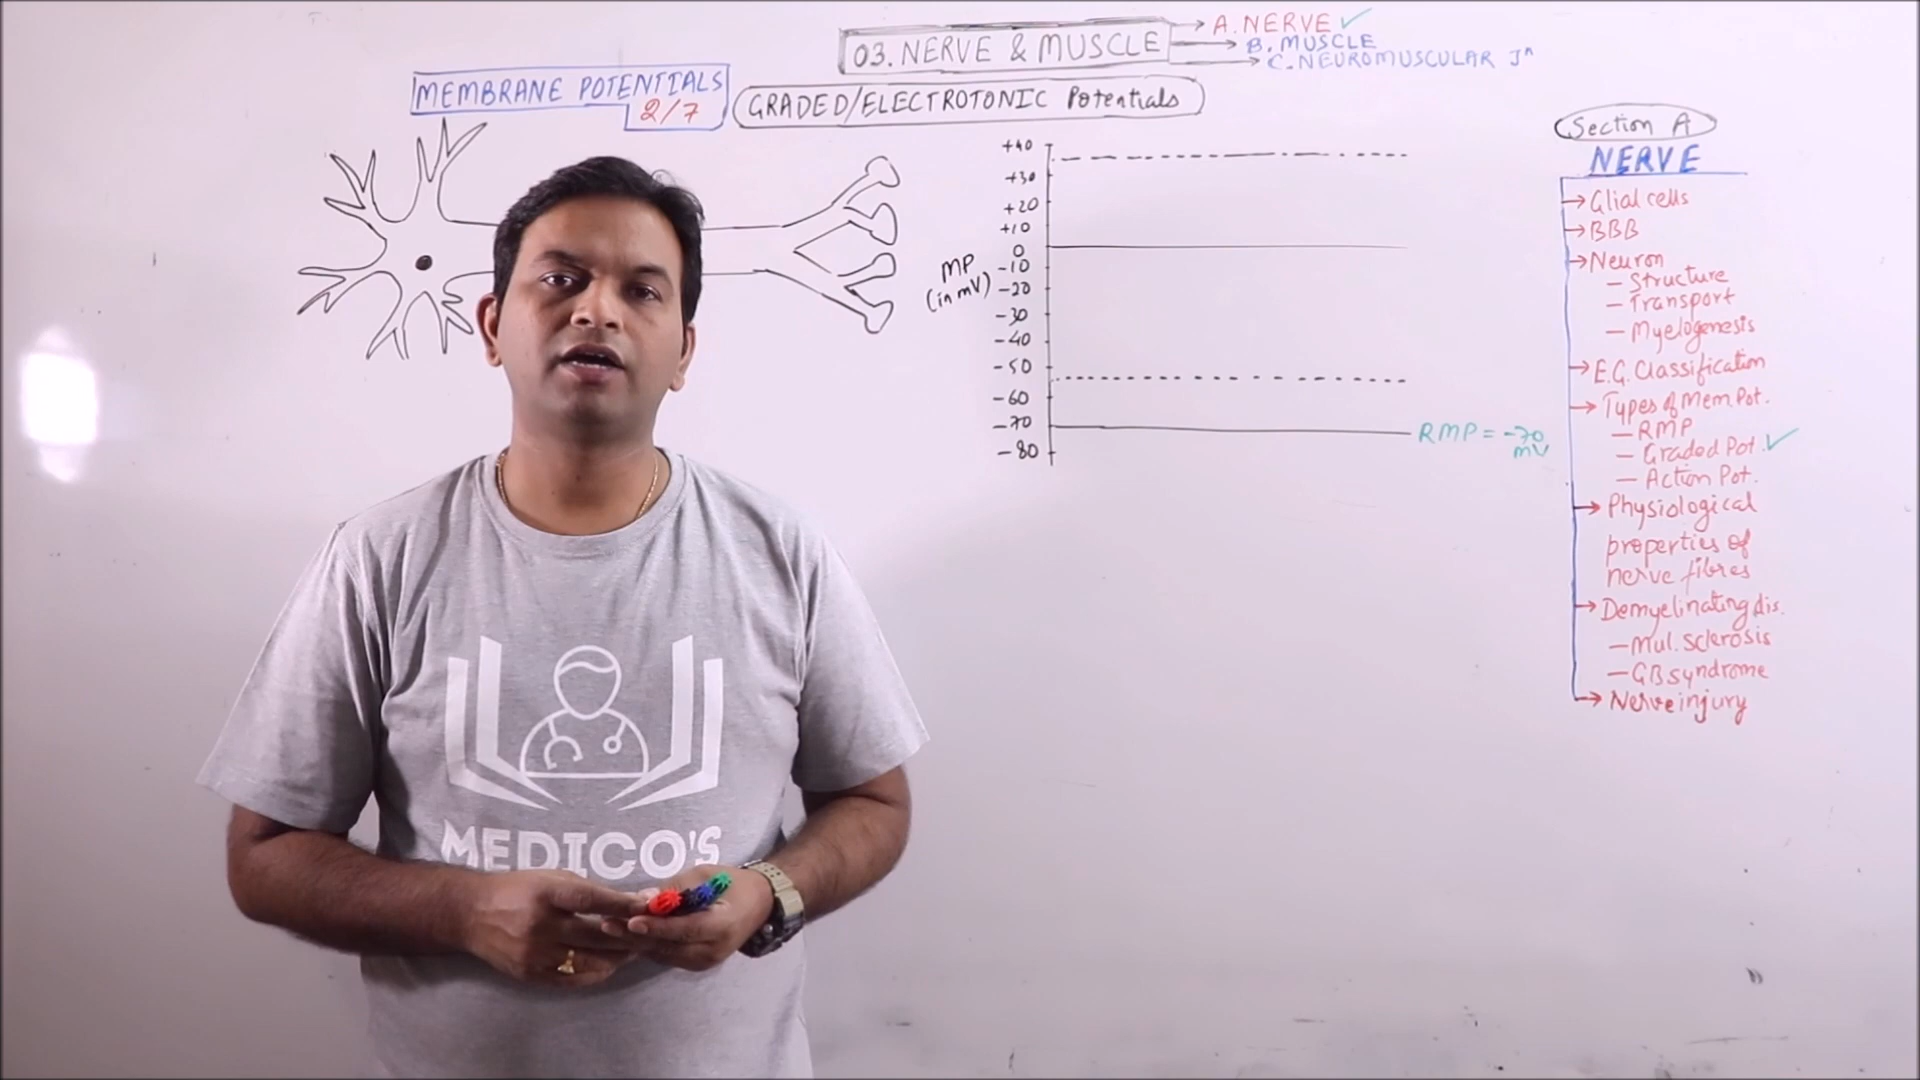 03. NERVE & MUSCLE
A. NERVE ✓
B. MUSCLE
C. NEUROMUSCULAR Jⁿ
MEMBRANE POTENTIALS
2/7
GRADED/ELECTROTONIC Potentials
+40
+30
+20
+10
0
-10
-20
-30
-40
-50
-60
-70
-80
MP
(in mV)
RMP = -70
mV
Section A
NERVE
Glial cells
BBB
Neuron
- Structure
- Transport
- Myelogenesis
E.G. Classification
Types of Mem Pot.
- RMP
- Graded Pot. ✓
- Action Pot.
Physiological
properties of
nerve fibres
Demyelinating dis.
- Mul. sclerosis
- GB syndrome
Nerve injury
MEDICO'S